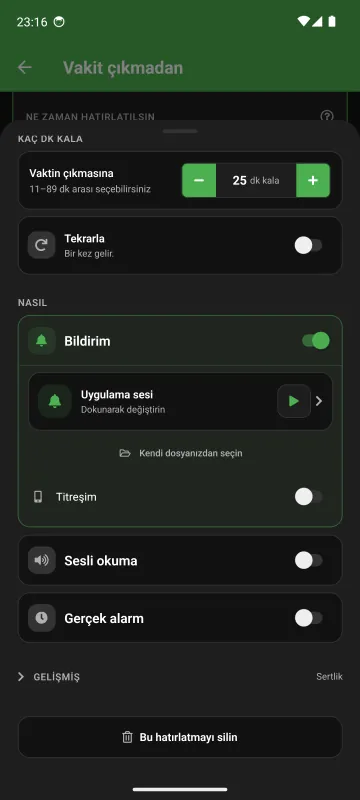 23:16
Vakit çıkmadan
NE ZAMAN HATIRLATILSIN
KAÇ DK KALA
Vaktin çıkmasına
11–89 dk arası seçebilirsiniz
− 25 dk kala +
Tekrarla
Bir kez gelir.
NASIL
Bildirim
Uygulama sesi
Dokunarak değiştirin
Kendi dosyanızdan seçin
Titreşim
Sesli okuma
Gerçek alarm
GELİŞMİŞ
Sertlik
Bu hatırlatmayı silin